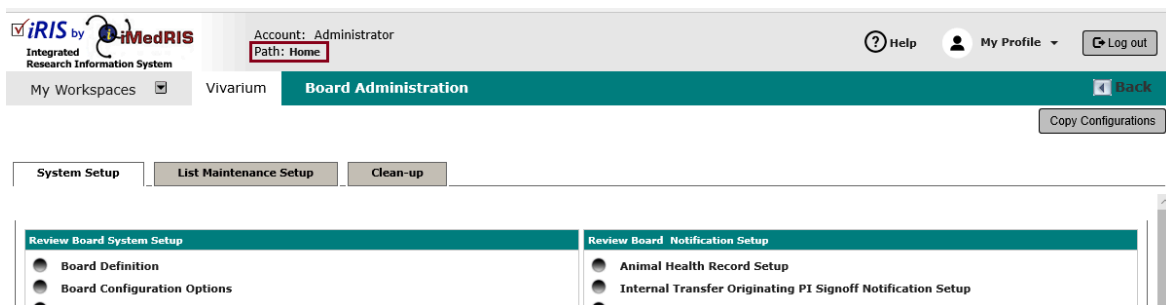 iRIS by iMedRIS
Integrated
Research Information System
Account: Administrator
Path: Home
? Help
My Profile
Log out
My Workspaces
Vivarium
Board Administration
Back
Copy Configurations
System Setup
List Maintenance Setup
Clean-up
Review Board System Setup
Board Definition
Board Configuration Options
Review Board Notification Setup
Animal Health Record Setup
Internal Transfer Originating PI Signoff Notification Setup